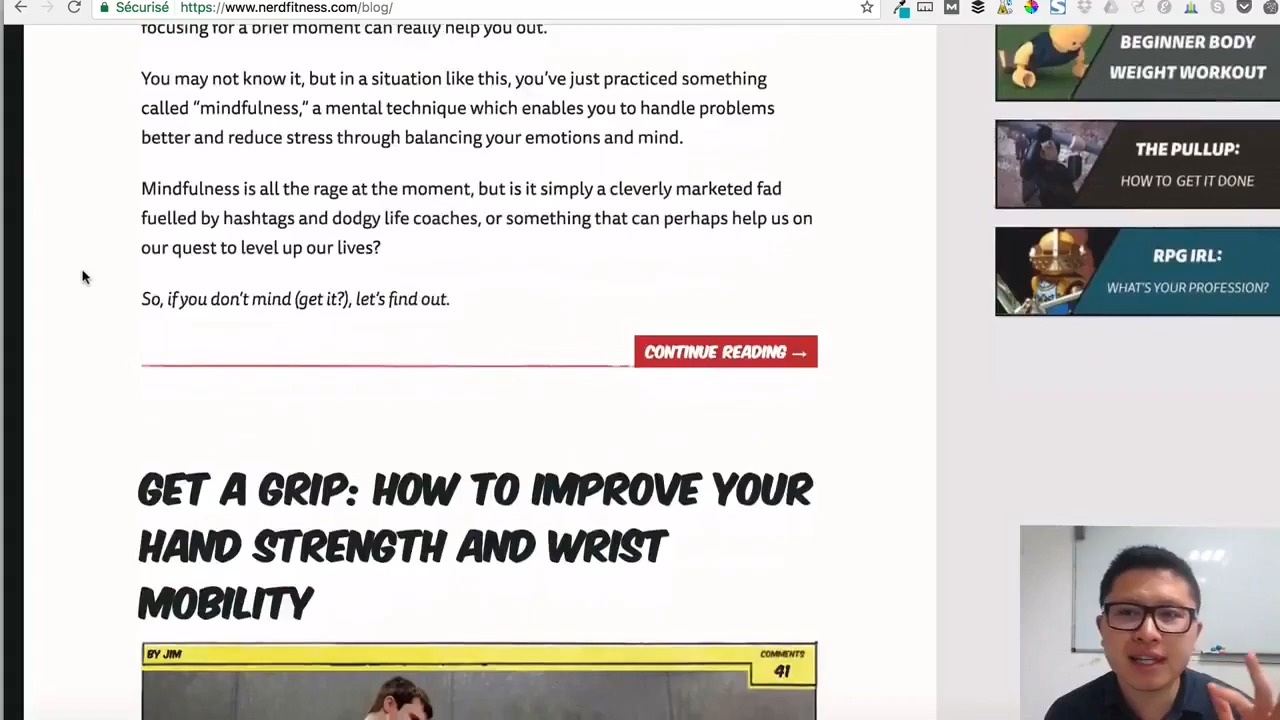 Sécurisé https://www.nerdfitness.com/blog/
focusing for a brief moment can really help you out.
You may not know it, but in a situation like this, you’ve just practiced something
called “mindfulness,” a mental technique which enables you to handle problems
better and reduce stress through balancing your emotions and mind.
Mindfulness is all the rage at the moment, but is it simply a cleverly marketed fad
fuelled by hashtags and dodgy life coaches, or something that can perhaps help us on
our quest to level up our lives?
So, if you don’t mind (get it?), let’s find out.
CONTINUE READING →
GET A GRIP: HOW TO IMPROVE YOUR
HAND STRENGTH AND WRIST
MOBILITY
BY JIM
COMMENTS
41
BEGINNER BODY
WEIGHT WORKOUT
THE PULLUP:
HOW TO GET IT DONE
RPG IRL:
WHAT'S YOUR PROFESSION?